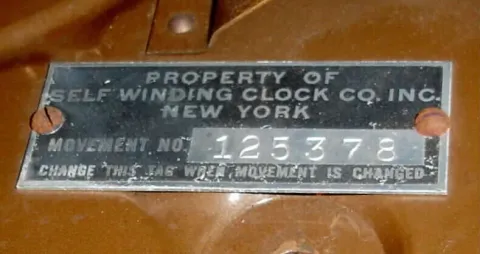 PROPERTY OF
SELF WINDING CLOCK CO. INC.
NEW YORK
MOVEMENT NO. 125378
CHANGE THIS TAG WHEN MOVEMENT IS CHANGED